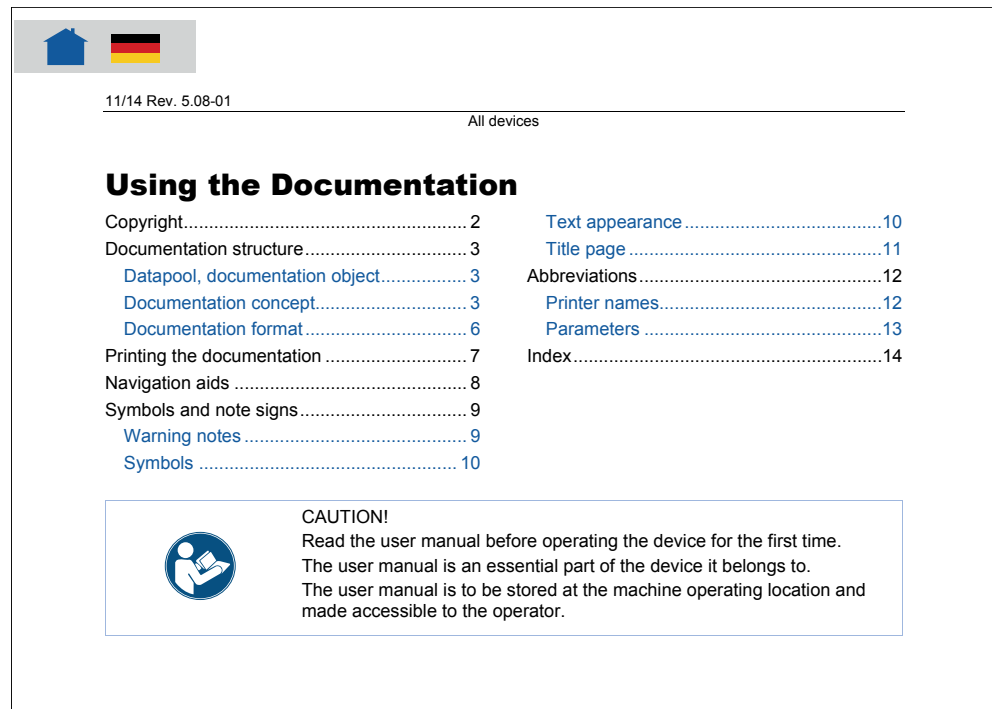 11/14 Rev. 5.08-01
All devices
Using the Documentation
Copyright....................................................... 2
Documentation structure................................ 3
Datapool, documentation object................. 3
Documentation concept.............................. 3
Documentation format ................................ 6
Printing the documentation ............................ 7
Navigation aids .............................................. 8
Symbols and note signs................................. 9
Warning notes ............................................ 9
Symbols ................................................... 10
Text appearance .......................................10
Title page ..................................................11
Abbreviations................................................12
Printer names............................................12
Parameters ...............................................13
Index.............................................................14
CAUTION!
Read the user manual before operating the device for the first time.
The user manual is an essential part of the device it belongs to.
The user manual is to be stored at the machine operating location and
made accessible to the operator.